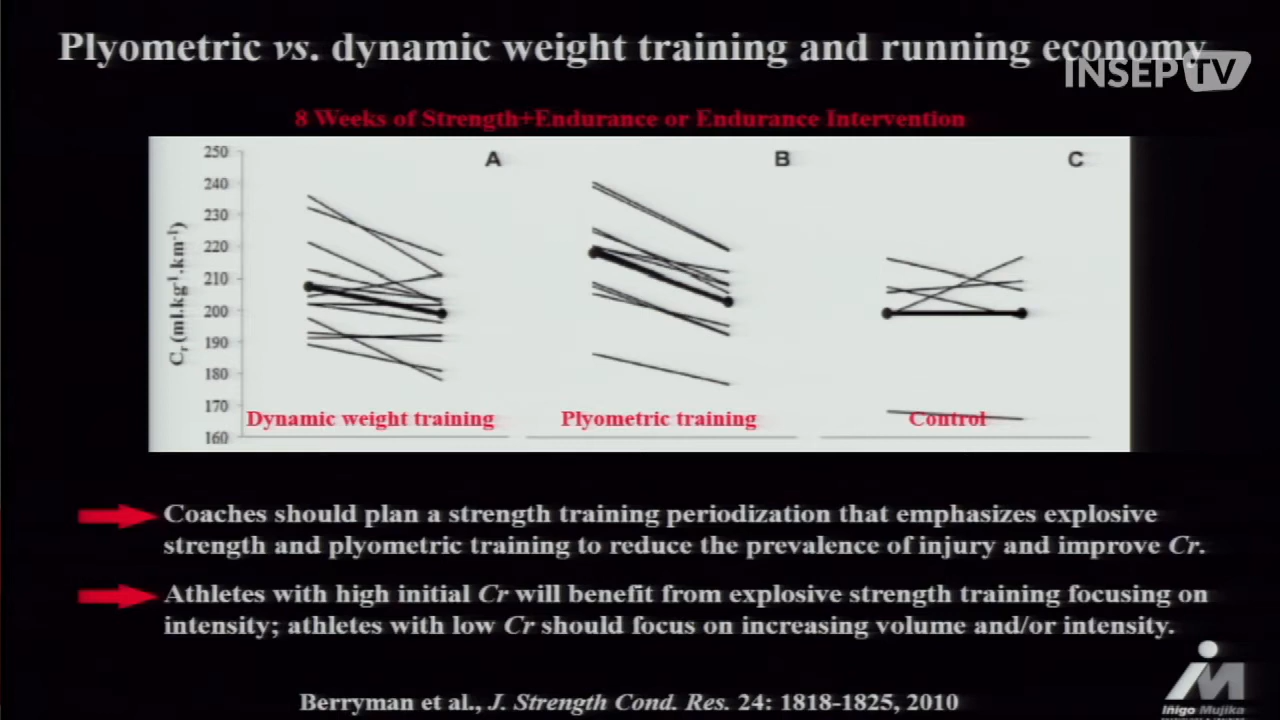 Plyometric vs. dynamic weight training and running economy
INSEP TV
8 Weeks of Strength+Endurance or Endurance Intervention
A
B
C
250
240
230
220
210
200
190
180
170
160
Cr (ml.kg-1.km-1)
Dynamic weight training
Plyometric training
Control
Coaches should plan a strength training periodization that emphasizes explosive
strength and plyometric training to reduce the prevalence of injury and improve Cr.
Athletes with high initial Cr will benefit from explosive strength training focusing on
intensity; athletes with low Cr should focus on increasing volume and/or intensity.
Berryman et al., J. Strength Cond. Res. 24: 1818-1825, 2010
Iñigo Mujika